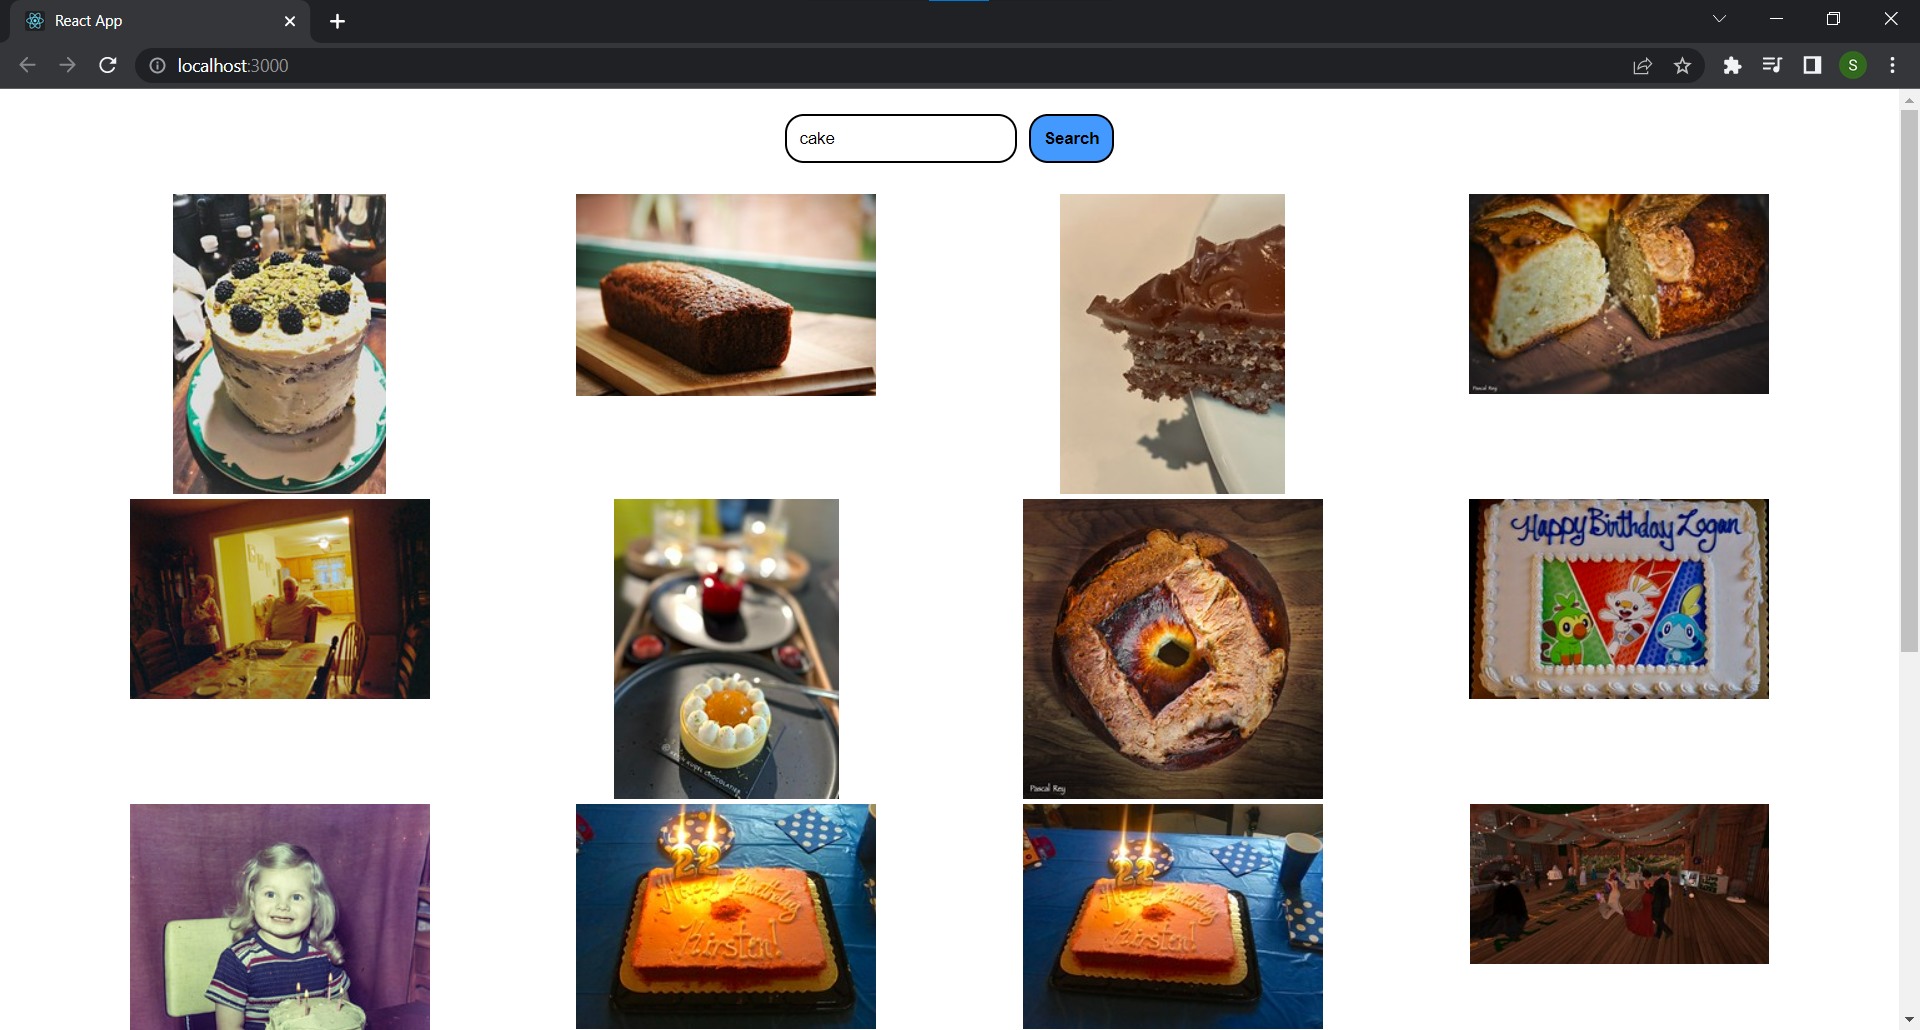 React App
localhost:3000
S
cake
Search
Pascal Rey
Happy Birthday Logan
Pascal Rey
Happy Birthday
Kirsten!
22
Happy Birthday
Kirsten!
22